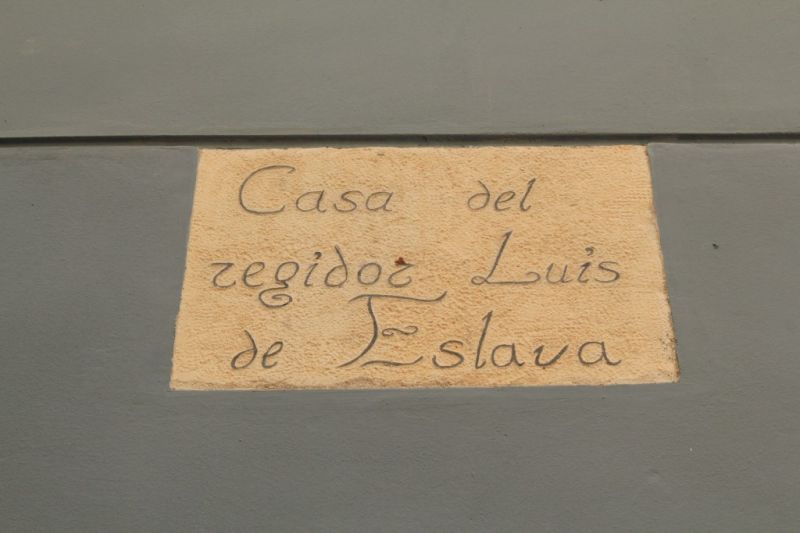 Casa del
regidor Luis
de Eslava